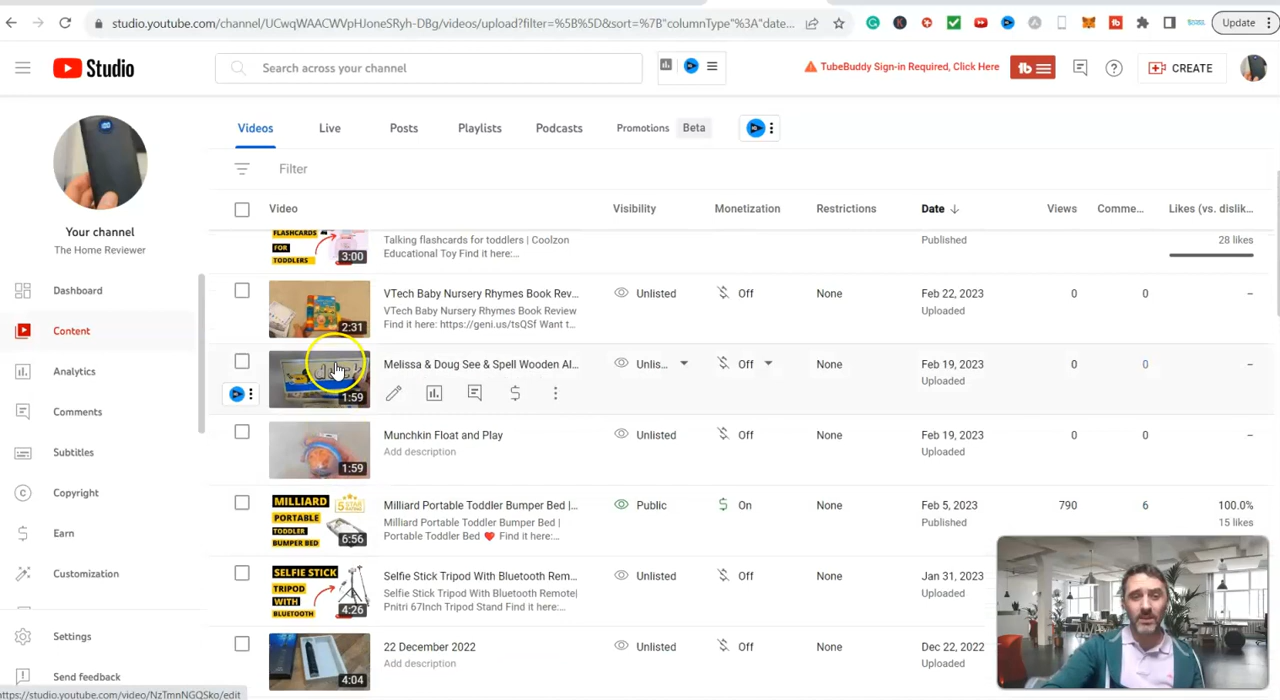 studio.youtube.com/channel/UCwqWAACWVpHJoneSRyh-DBg/videos/upload?filter=%5B%5D&sort=%7B"columnType"%3A"date...
Update
Studio
Search across your channel
TubeBuddy Sign-in Required, Click Here
tb
CREATE
Your channel
The Home Reviewer
Dashboard
Content
Analytics
Comments
Subtitles
Copyright
Earn
Customization
Settings
Send feedback
Videos
Live
Posts
Playlists
Podcasts
Promotions
Beta
Filter
Video
Visibility
Monetization
Restrictions
Date
Views
Comme...
Likes (vs. dislik...
FLASHCARDS
FOR
TODDLERS
3:00
Talking flashcards for toddlers | Coolzon
Educational Toy Find it here:...
Published
28 likes
2:31
VTech Baby Nursery Rhymes Book Rev...
VTech Baby Nursery Rhymes Book Review
Find it here: https://geni.us/tsQSf Want t...
Unlisted
Off
None
Feb 22, 2023
Uploaded
0
0
–
1:59
Melissa & Doug See & Spell Wooden Al...
Unlis...
Off
None
Feb 19, 2023
Uploaded
0
0
–
1:59
Munchkin Float and Play
Add description
Unlisted
Off
None
Feb 19, 2023
Uploaded
0
0
–
MILLIARD
5 STAR
RATING
PORTABLE
TODDLER
BUMPER BED
6:56
Milliard Portable Toddler Bumper Bed |...
Milliard Portable Toddler Bumper Bed |
Portable Toddler Bed ❤️ Find it here:...
Public
On
None
Feb 5, 2023
Published
790
6
100.0%
15 likes
SELFIE STICK
TRIPOD
WITH
BLUETOOTH
4:26
Selfie Stick Tripod With Bluetooth Rem...
Selfie Stick Tripod With Bluetooth Remote|
Pnitri 67Inch Tripod Stand Find it here:...
Unlisted
Off
None
Jan 31, 2023
Uploaded
4:04
22 December 2022
Add description
Unlisted
Off
None
Dec 22, 2022
Uploaded
https://studio.youtube.com/video/NzTmnNGQSko/edit